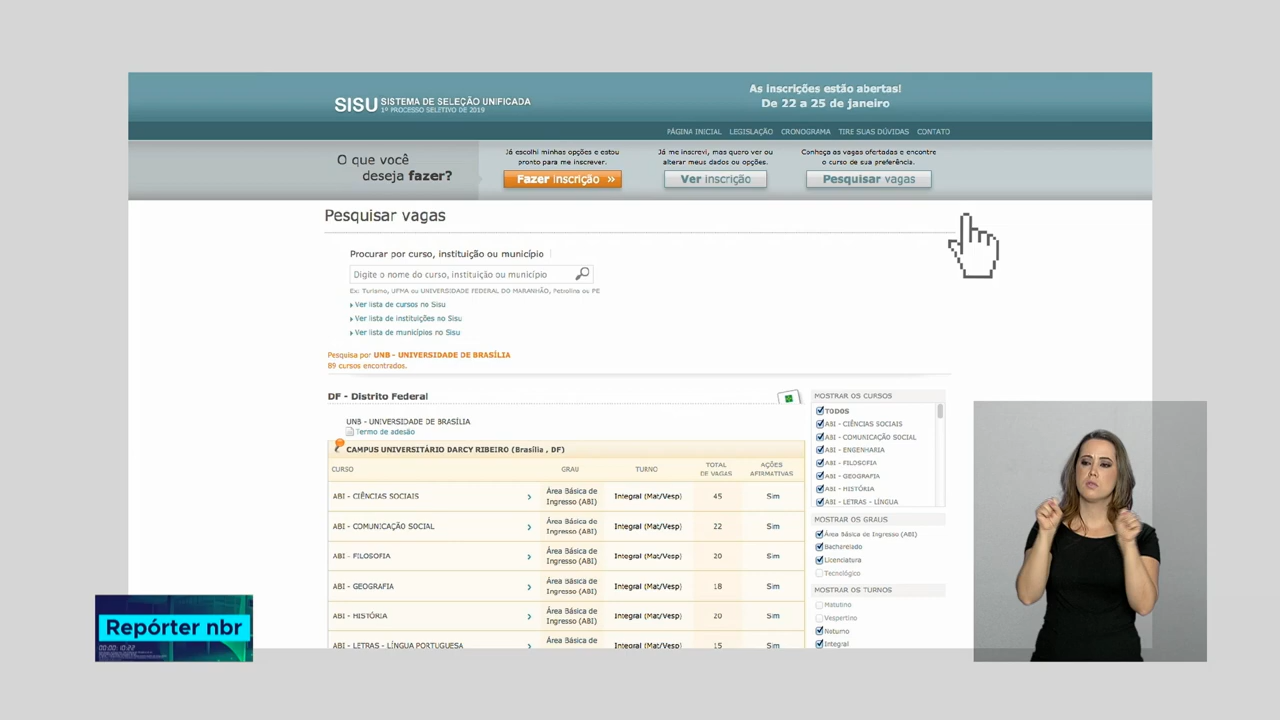 SISU SISTEMA DE SELEÇÃO UNIFICADA
1º PROCESSO SELETIVO DE 2019
As inscrições estão abertas!
De 22 a 25 de janeiro
PÁGINA INICIAL LEGISLAÇÃO CRONOGRAMA TIRE SUAS DÚVIDAS CONTATO
O que você
deseja fazer?
Já escolhi minhas opções e estou
pronto para me inscrever.
Fazer inscrição »
Já me inscrevi, mas quero ver ou
alterar meus dados ou opções.
Ver inscrição
Conheça as vagas ofertadas e encontre
o curso de sua preferência.
Pesquisar vagas
Pesquisar vagas
Procurar por curso, instituição ou município
Digite o nome do curso, instituição ou município
Ex: Turismo, UFMA ou UNIVERSIDADE FEDERAL DO MARANHÃO, Petrolina ou PE
Ver lista de cursos no Sisu
Ver lista de instituições no Sisu
Ver lista de municípios no Sisu
Pesquisa por UNB - UNIVERSIDADE DE BRASÍLIA
89 cursos encontrados.
DF - Distrito Federal
UNB - UNIVERSIDADE DE BRASÍLIA
Termo de adesão
CAMPUS UNIVERSITÁRIO DARCY RIBEIRO (Brasília , DF)
CURSO GRAU TURNO TOTAL DE VAGAS AÇÕES AFIRMATIVAS
ABI - CIÊNCIAS SOCIAIS Área Básica de Ingresso (ABI) Integral (Mat/Vesp) 45 Sim
ABI - COMUNICAÇÃO SOCIAL Área Básica de Ingresso (ABI) Integral (Mat/Vesp) 22 Sim
ABI - FILOSOFIA Área Básica de Ingresso (ABI) Integral (Mat/Vesp) 20 Sim
ABI - GEOGRAFIA Área Básica de Ingresso (ABI) Integral (Mat/Vesp) 18 Sim
ABI - HISTÓRIA Área Básica de Ingresso (ABI) Integral (Mat/Vesp) 20 Sim
ABI - LETRAS - LÍNGUA PORTUGUESA Área Básica de Integral (Mat/Vesp) 15 Sim
MOSTRAR OS CURSOS
TODOS
ABI - CIÊNCIAS SOCIAIS
ABI - COMUNICAÇÃO SOCIAL
ABI - ENGENHARIA
ABI - FILOSOFIA
ABI - GEOGRAFIA
ABI - HISTÓRIA
ABI - LETRAS - LÍNGUA
MOSTRAR OS GRAUS
Área Básica de Ingresso (ABI)
Bacharelado
Licenciatura
Tecnológico
MOSTRAR OS TURNOS
Matutino
Vespertino
Noturno
Integral
Repórter nbr